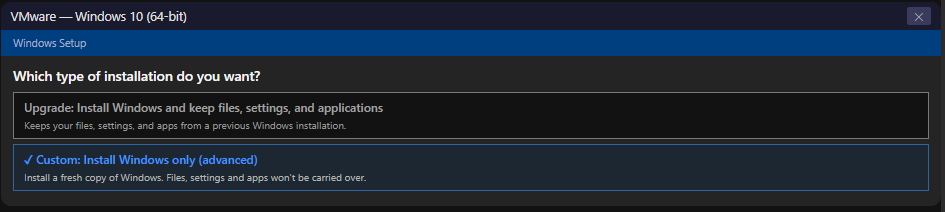 VMware — Windows 10 (64-bit)
×
Windows Setup
Which type of installation do you want?
Upgrade: Install Windows and keep files, settings, and applications
Keeps your files, settings, and apps from a previous Windows installation.
✓ Custom: Install Windows only (advanced)
Install a fresh copy of Windows. Files, settings and apps won't be carried over.